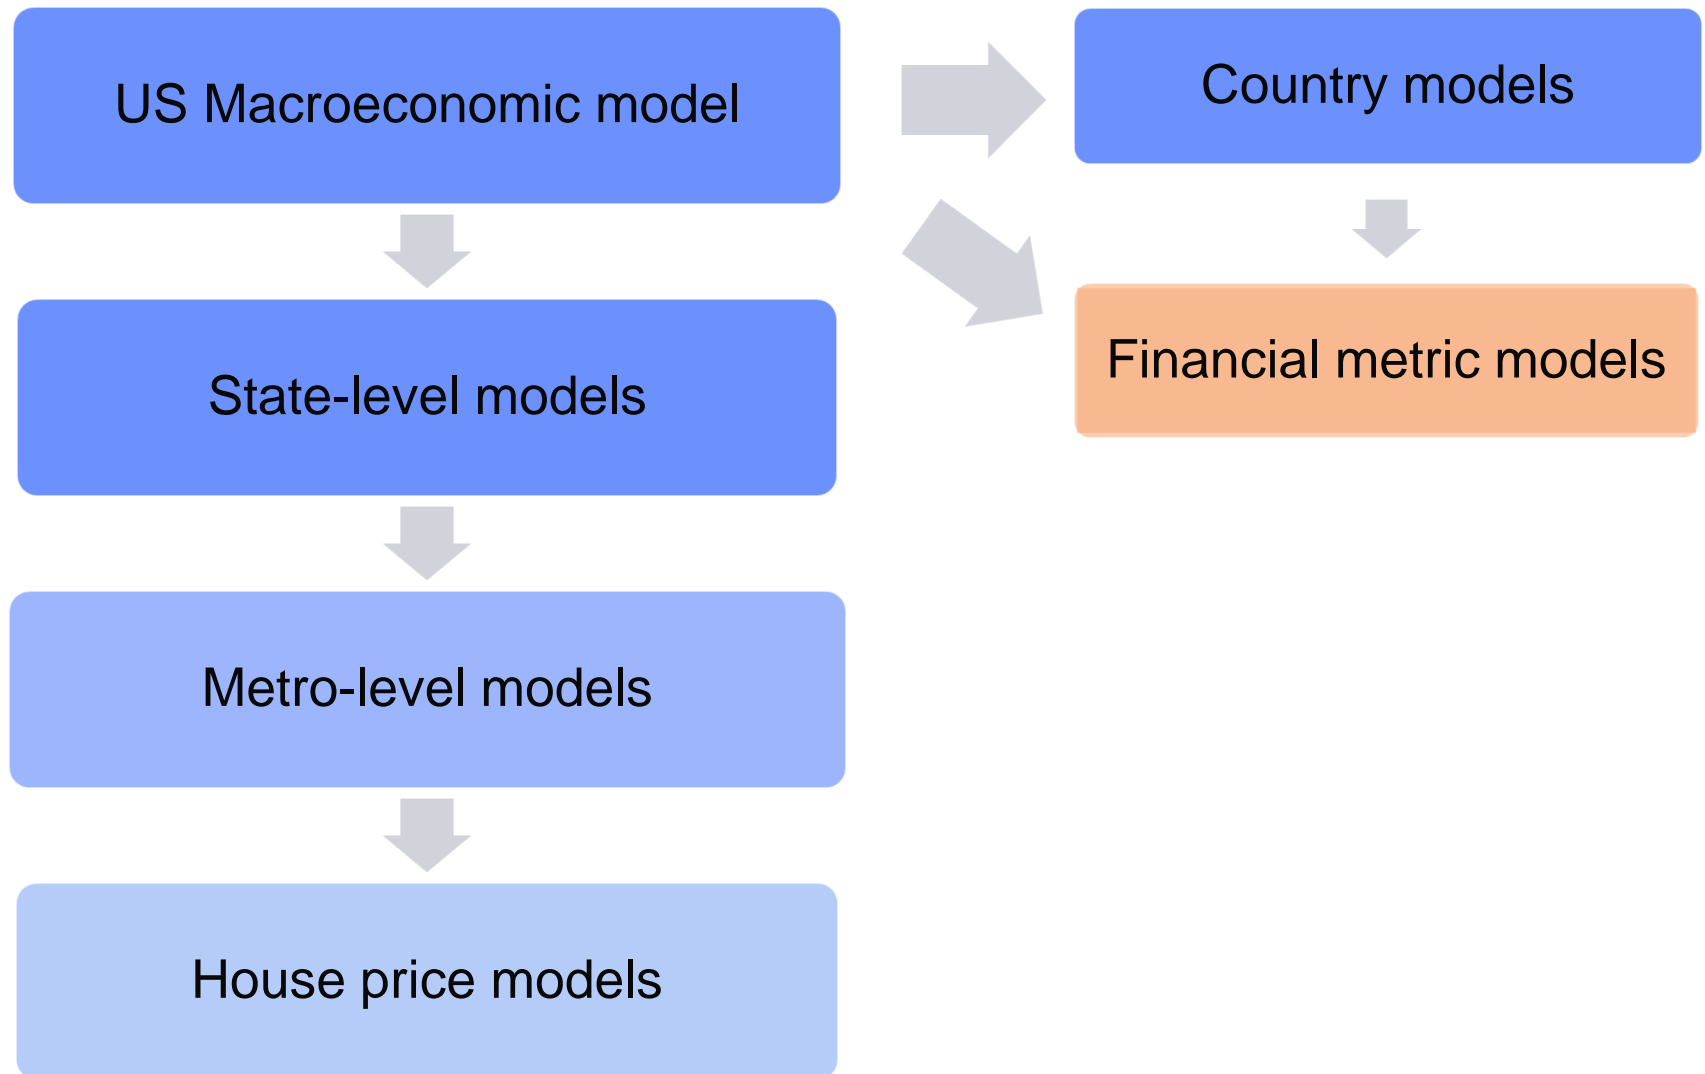 US Macroeconomic model
Country models
State-level models
Financial metric models
Metro-level models
House price models